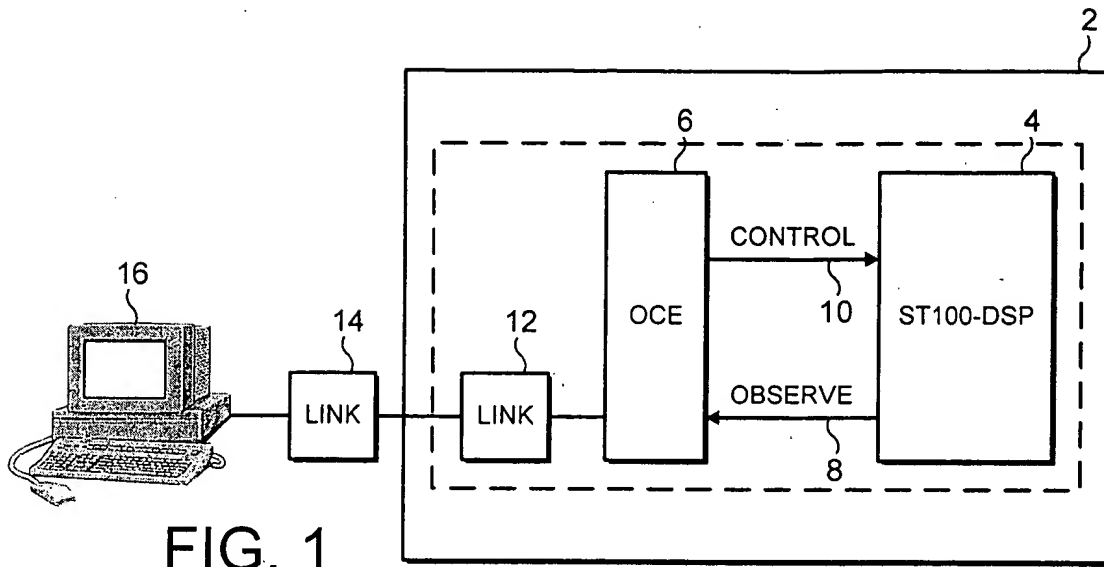 2
6
4
CONTROL
10
16
14
12
OCE
ST100-DSP
LINK
LINK
OBSERVE
8
FIG. 1